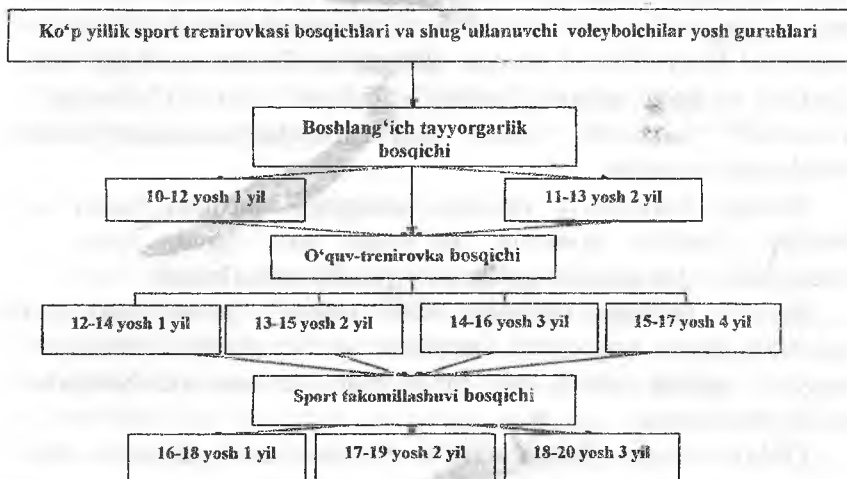 Ko‘p yillik sport trenirovkasi bosqichlari va shug‘ullanuvchi voleybolchilar yosh guruhlari
Boshlang‘ich tayyorgarlik
bosqichi
10-12 yosh 1 yil
11-13 yosh 2 yil
O‘quv-trenirovka bosqichi
12-14 yosh 1 yil
13-15 yosh 2 yil
14-16 yosh 3 yil
15-17 yosh 4 yil
Sport takomillashuvi bosqichi
16-18 yosh 1 yil
17-19 yosh 2 yil
18-20 yosh 3 yil